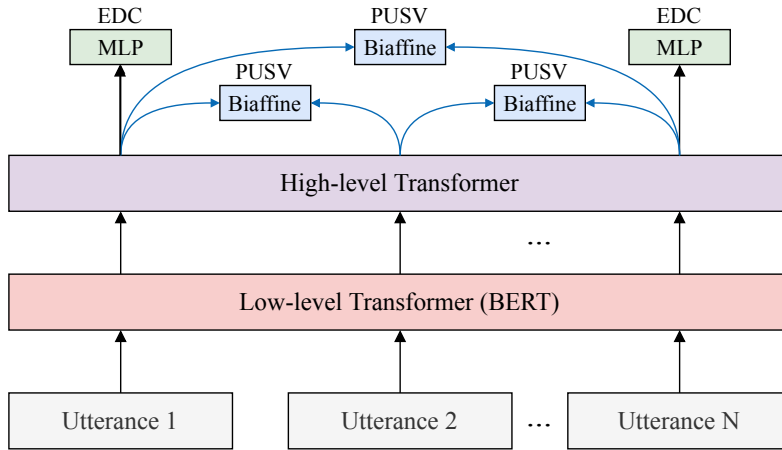 EDC
PUSV
EDC
MLP
Biaffine
MLP
PUSV
PUSV
Biaffine
Biaffine
High-level Transformer
...
Low-level Transformer (BERT)
Utterance 1
Utterance 2
...
Utterance N